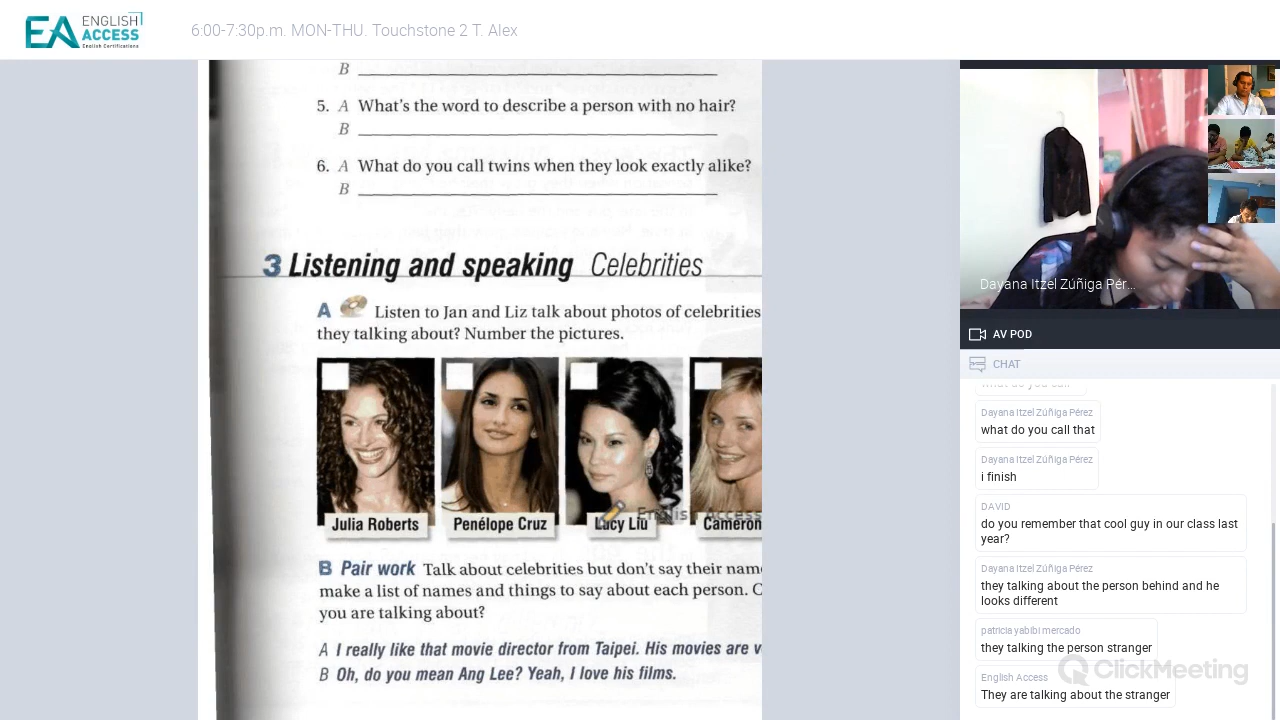 EA ENGLISH ACCESS
English Certifications
6:00-7:30p.m. MON-THU. Touchstone 2 T. Alex
B
5. A What's the word to describe a person with no hair?
B
6. A What do you call twins when they look exactly alike?
B
3 Listening and speaking Celebrities
A Listen to Jan and Liz talk about photos of celebrities
they talking about? Number the pictures.
Julia Roberts
Penélope Cruz
Lucy Liu
Cameron
English Access
B Pair work Talk about celebrities but don't say their nam
make a list of names and things to say about each person. C
you are talking about?
A I really like that movie director from Taipei. His movies are v
B Oh, do you mean Ang Lee? Yeah, I love his films.
Dayana Itzel Zúñiga Pér...
AV POD
CHAT
what do you call
Dayana Itzel Zúñiga Pérez
what do you call that
Dayana Itzel Zúñiga Pérez
i finish
DAVID
do you remember that cool guy in our class last
year?
Dayana Itzel Zúñiga Pérez
they talking about the person behind and he
looks different
patricia yabibi mercado
they talking the person stranger
English Access
They are talking about the stranger
ClickMeeting